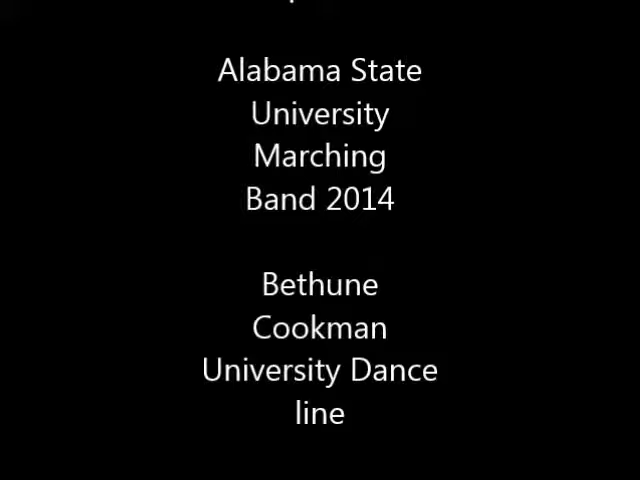 Alabama State
University
Marching
Band 2014
Bethune
Cookman
University Dance
line